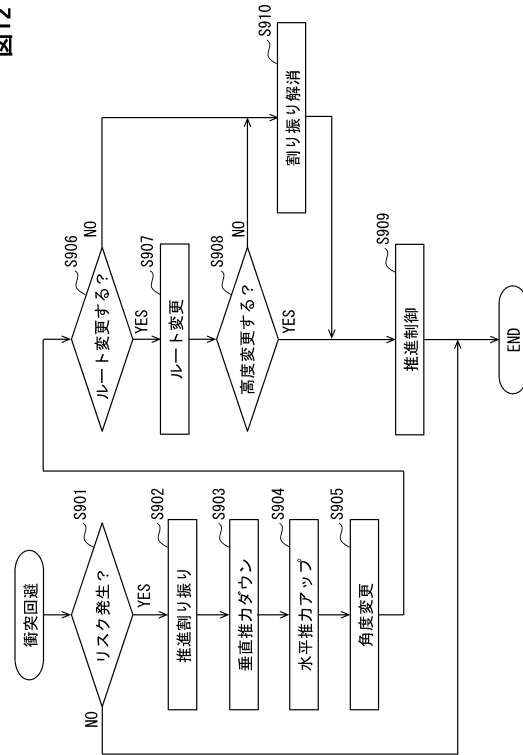 図12
衝突回避
S901
リスク発生？
NO
YES
S902
推進割り振り
S903
垂直推力ダウン
S904
水平推力アップ
S905
角度変更
S906
ルート変更する？
NO
YES
S907
ルート変更
S908
高度変更する？
NO
YES
S910
割り振り解消
S909
推進制御
END